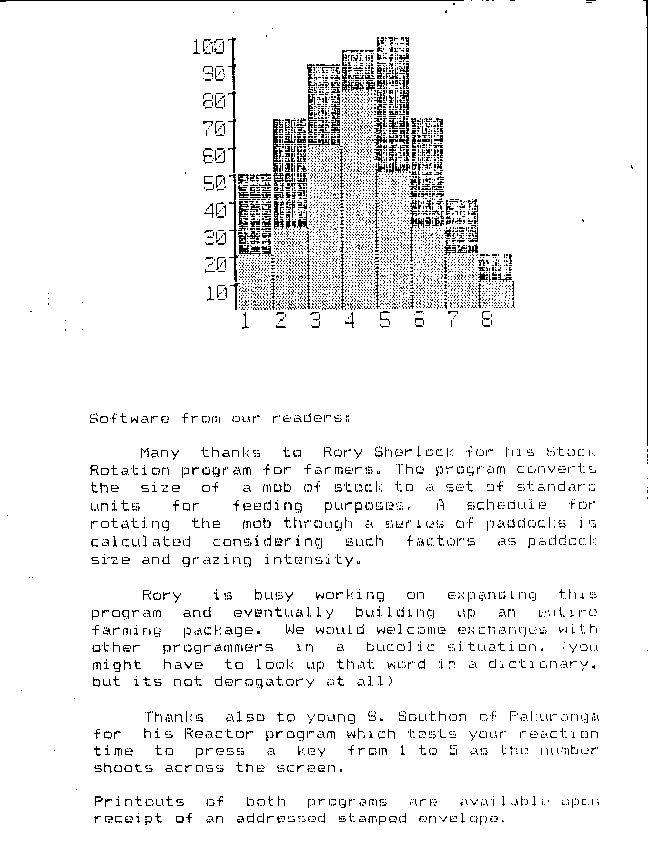 100
90
80
70
60
50
40
30
20
10
1 2 3 4 5 6 7 8
Software from our readers:
Many thanks to Rory Sherlock for his Stock
Rotation program for farmers. The program converts
the size of a mob of stock to a set of standard
units for feeding purposes. A schedule for
rotating the mob through a series of paddocks is
calculated considering such factors as paddock
size and grazing intensity.
Rory is busy working on expanding this
program and eventually building up an entire
farming package. We would welcome exchanges with
other programmers in a bucolic situation. (you
might have to look up that word in a dictionary,
but its not derogatory at all)
Thanks also to young S. Southon of Pakuranga
for his Reactor program which tests your reaction
time to press a key from 1 to 5 as the number
shoots across the screen.
Printouts of both programs are available upon
receipt of an addressed stamped envelope.